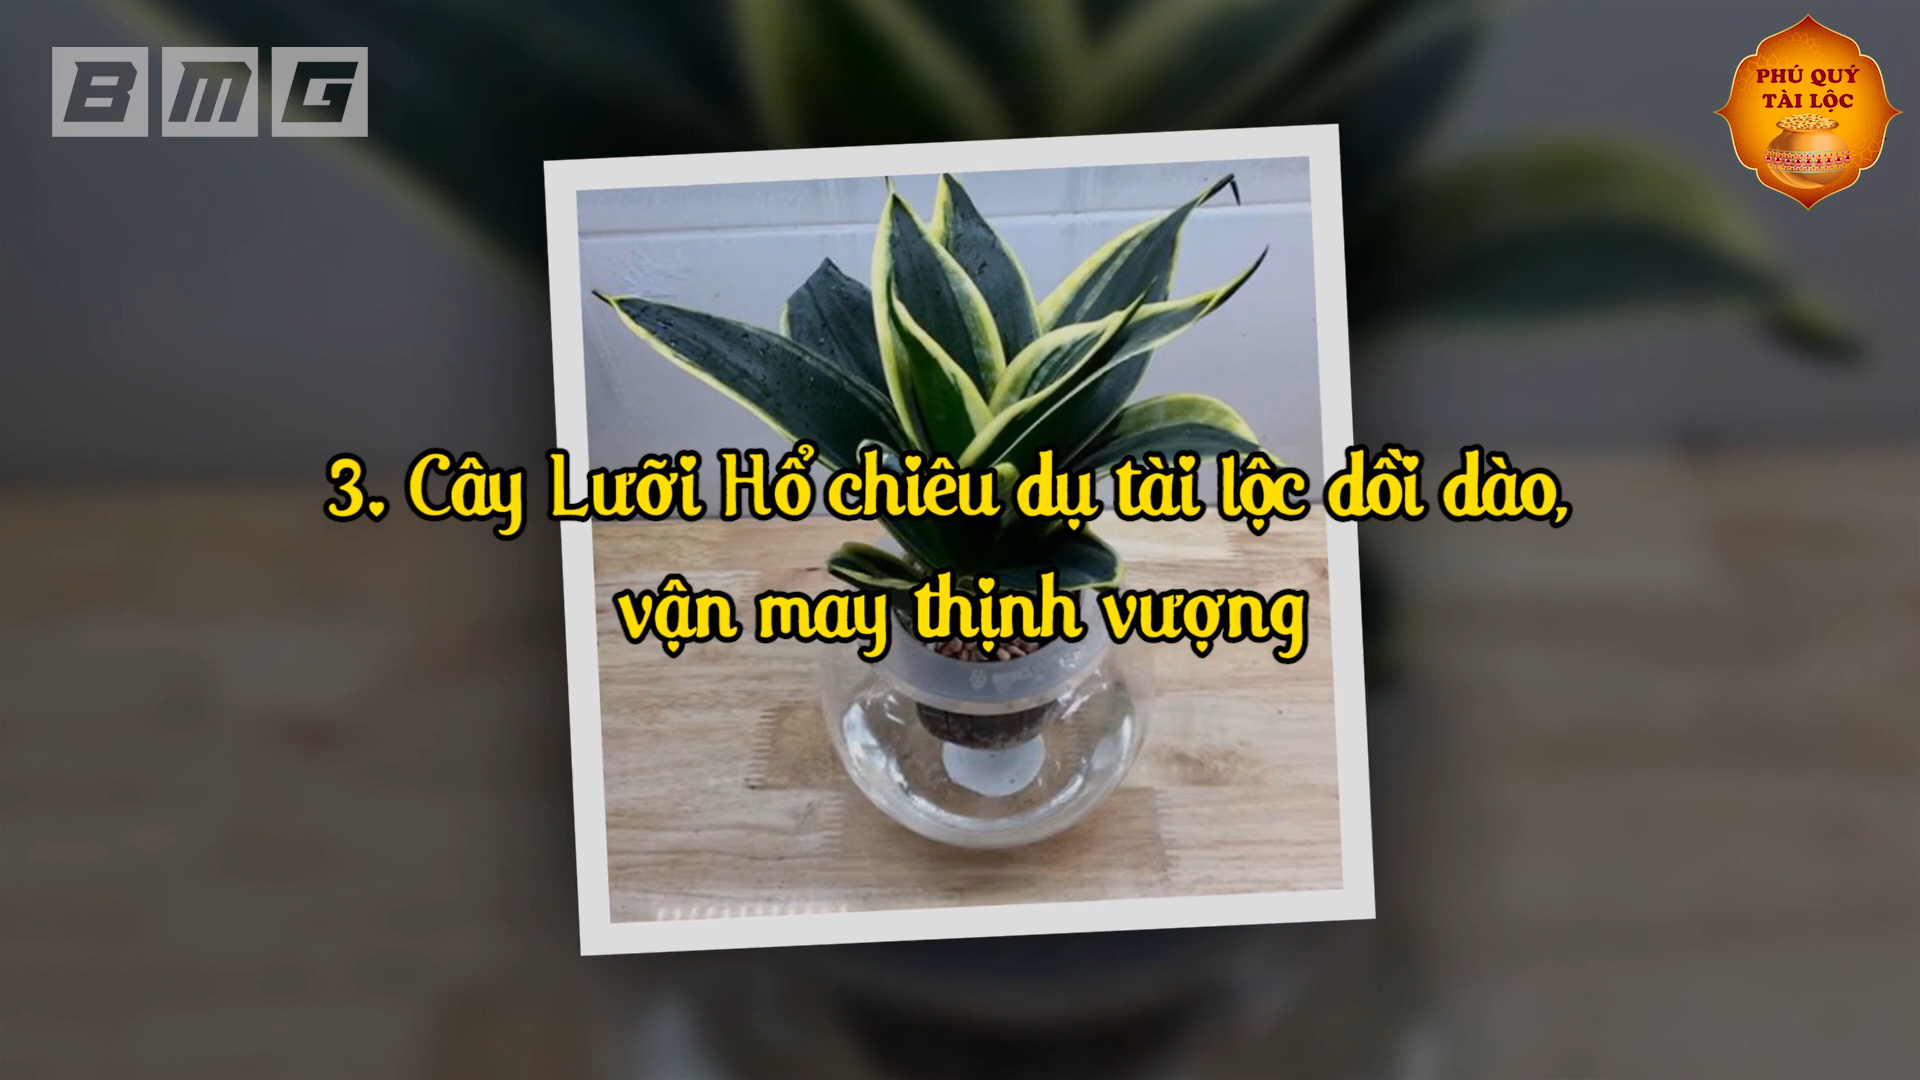 BMG
PHÚ QUÝ
TÀI LỘC
3. Cây Lưỡi Hổ chiêu dụ tài lộc dồi dào,
vận may thịnh vượng